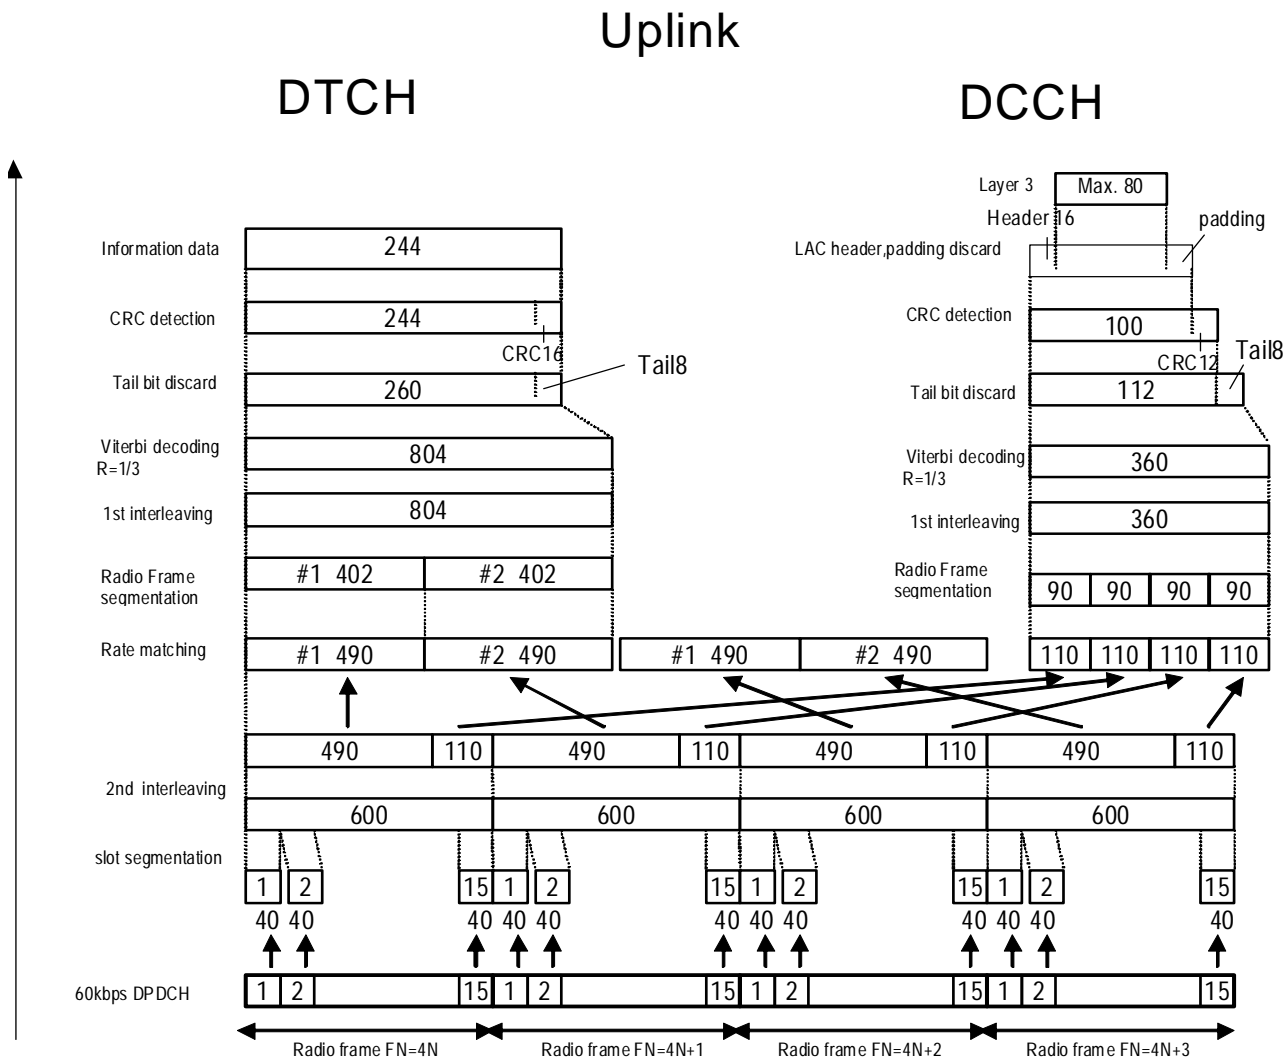 Uplink
DTCH
DCCH
Layer 3
Max. 80
Header 16
padding
Information data
244
LAC header,padding discard
CRC detection
244
CRC16
CRC detection
100
CRC12
Tail8
Tail8
Tail bit discard
260
Tail bit discard
112
Viterbi decoding
R=1/3
804
Viterbi decoding
R=1/3
360
1st interleaving
804
1st interleaving
360
Radio Frame
segmentation
#1 402
#2 402
Radio Frame
segmentation
90 90 90 90
Rate matching
#1 490
#2 490
#1 490
#2 490
110 110 110 110
490 110 490 110 490 110 490 110
2nd interleaving
600 600 600 600
slot segmentation
1 2 15 1 2 15 1 2 15 1 2 15
40 40 40 40 40 40 40 40 40 40 40 40
60kbps DPDCH
1 2 15 1 2 15 1 2 15 1 2 15
Radio frame FN=4N
Radio frame FN=4N+1
Radio frame FN=4N+2
Radio frame FN=4N+3